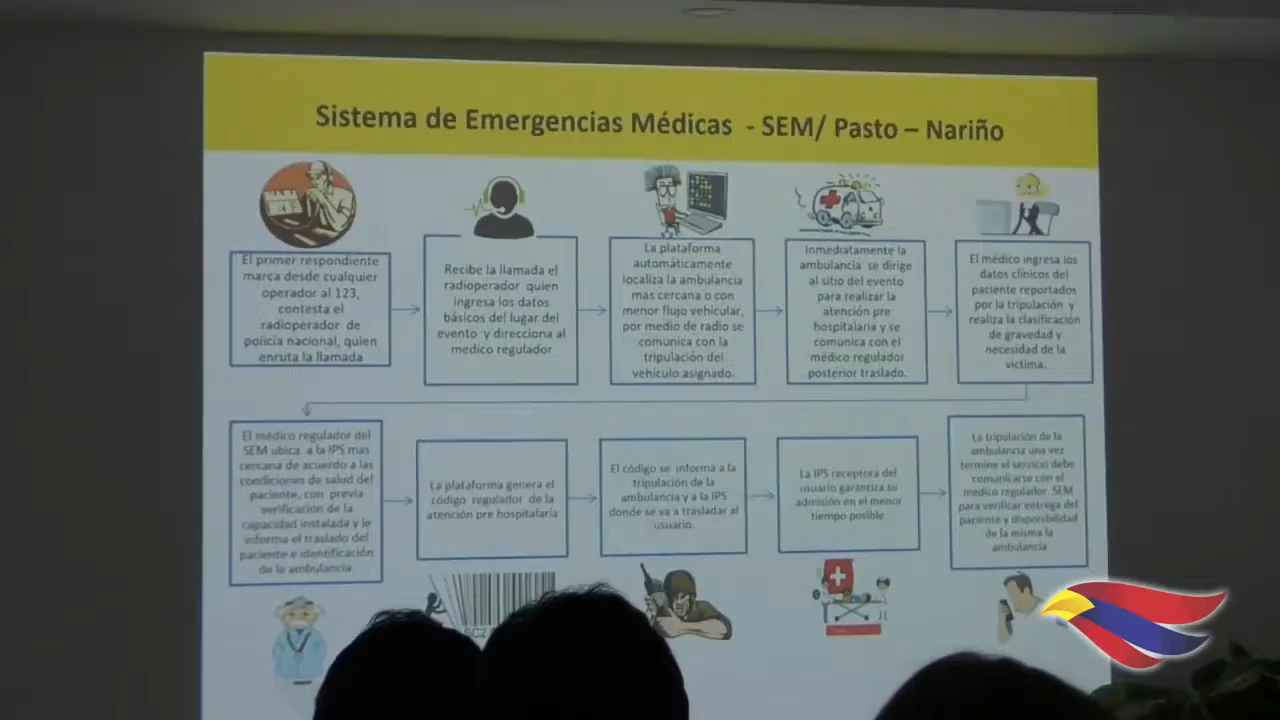 Sistema de Emergencias Médicas - SEM/ Pasto – Nariño
El primer respondiente
marca desde cualquier
operador al 123,
contesta el
radioperador de
policía nacional, quien
enruta la llamada
Recibe la llamada el
radioperador quien
ingresa los datos
básicos del lugar del
evento y direcciona al
medico regulador
La plataforma
automáticamente
localiza la ambulancia
mas cercana o con
menor flujo vehicular,
por medio de radio se
comunica con la
tripulación del
vehículo asignado.
Inmediatamente la
ambulancia se dirige
al sitio del evento
para realizar la
atención pre
hospitalaria y se
comunica con el
médico regulador
posterior traslado.
El médico ingresa los
datos clínicos del
paciente reportados
por la tripulación y
realiza la clasificación
de gravedad y
necesidad de la
victima.
El médico regulador del
SEM ubica a la IPS mas
cercana de acuerdo a las
condiciones de salud del
paciente, con previa
verificación de la
capacidad instalada y le
informa el traslado del
paciente e identificación
de la ambulancia
La plataforma genera el
código regulador de la
atención pre hospitalaria
El código se informa a la
tripulación de la
ambulancia y a la IPS
donde se va a trasladar al
usuario.
La IPS receptora del
usuario garantiza su
admisión en el menor
tiempo posible
La tripulación de la
ambulancia una vez
termine el servicio debe
comunicarse con el
medico regulador SEM
para verificar entrega del
paciente y disponibilidad
de la misma la
ambulancia